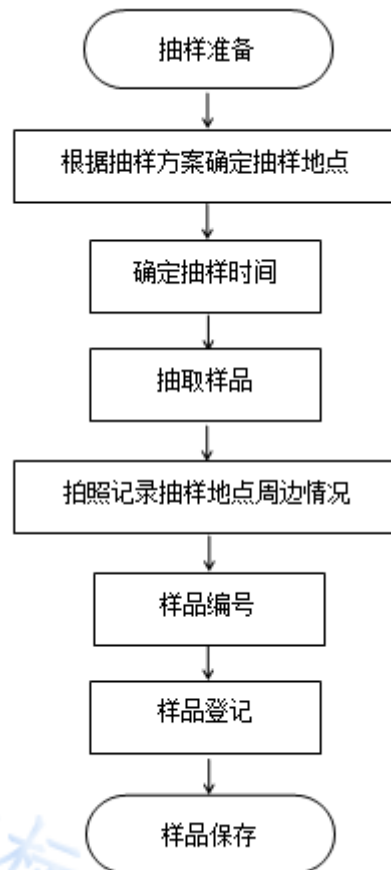 抽样准备
根据抽样方案确定抽样地点
确定抽样时间
抽取样品
拍照记录抽样地点周边情况
样品编号
样品登记
样品保存